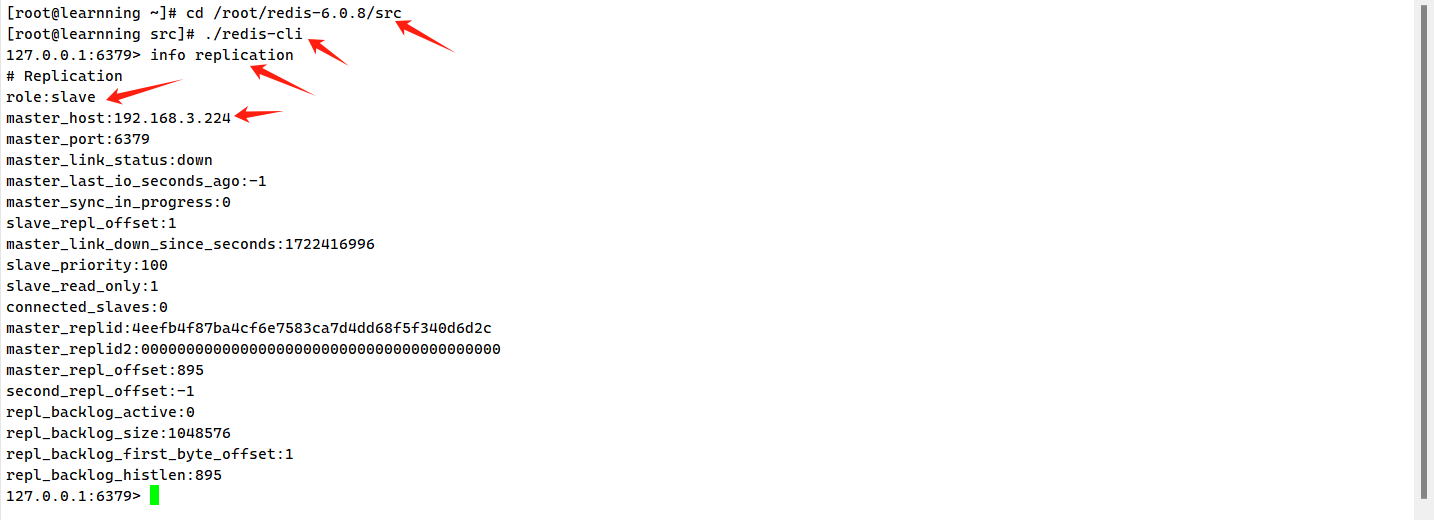 [root@learnning ~]# cd /root/redis-6.0.8/src
[root@learnning src]# ./redis-cli
127.0.0.1:6379> info replication
# Replication
role:slave
master_host:192.168.3.224
master_port:6379
master_link_status:down
master_last_io_seconds_ago:-1
master_sync_in_progress:0
slave_repl_offset:1
master_link_down_since_seconds:1722416996
slave_priority:100
slave_read_only:1
connected_slaves:0
master_replid:4eefb4f87ba4cf6e7583ca7d4dd68f5f340d6d2c
master_replid2:0000000000000000000000000000000000000000
master_repl_offset:895
second_repl_offset:-1
repl_backlog_active:0
repl_backlog_size:1048576
repl_backlog_first_byte_offset:1
repl_backlog_histlen:895
127.0.0.1:6379>